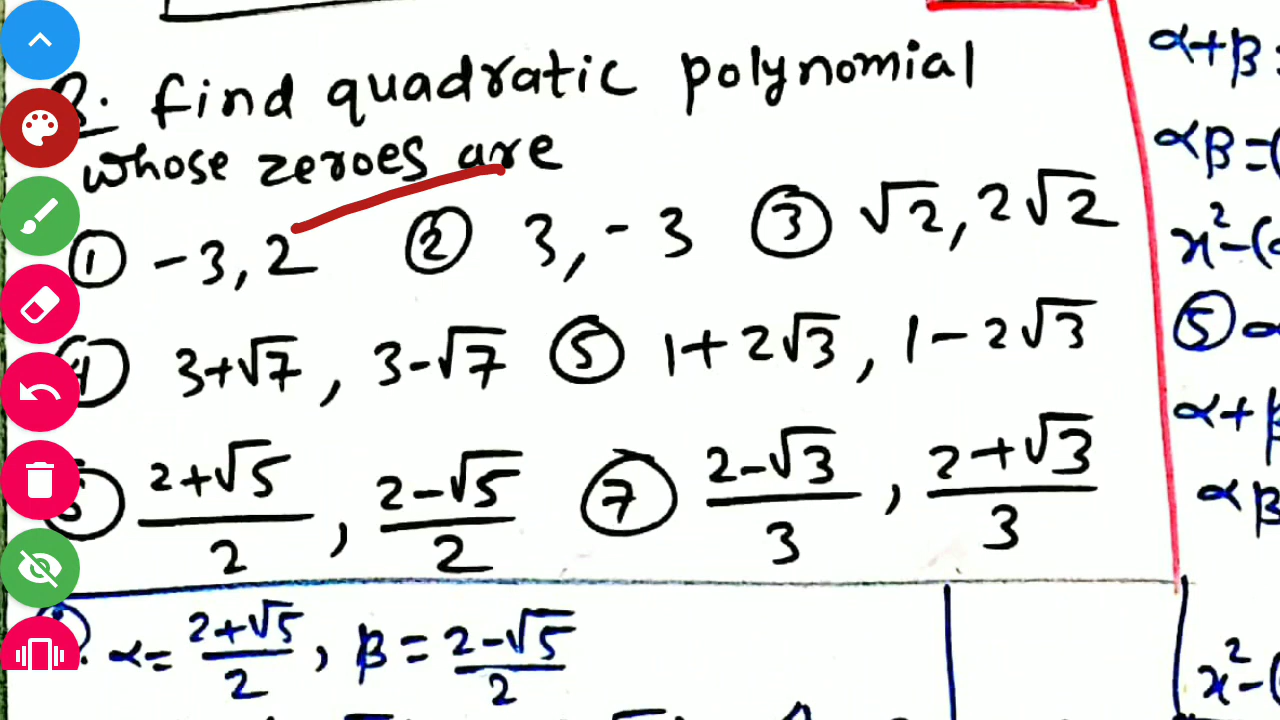 Q. find quadratic polynomial
whose zeroes are
① -3, 2 ② 3, -3 ③ √2, 2√2
④ 3+√7, 3-√7 ⑤ 1+2√3, 1-2√3
⑥ (2+√5)/2, (2-√5)/2 ⑦ (2-√3)/3, (2+√3)/3
α= (2+√5)/2, β= (2-√5)/2
α+β=
αβ=(
x²-(
⑤ α
α+β
αβ
x²-(